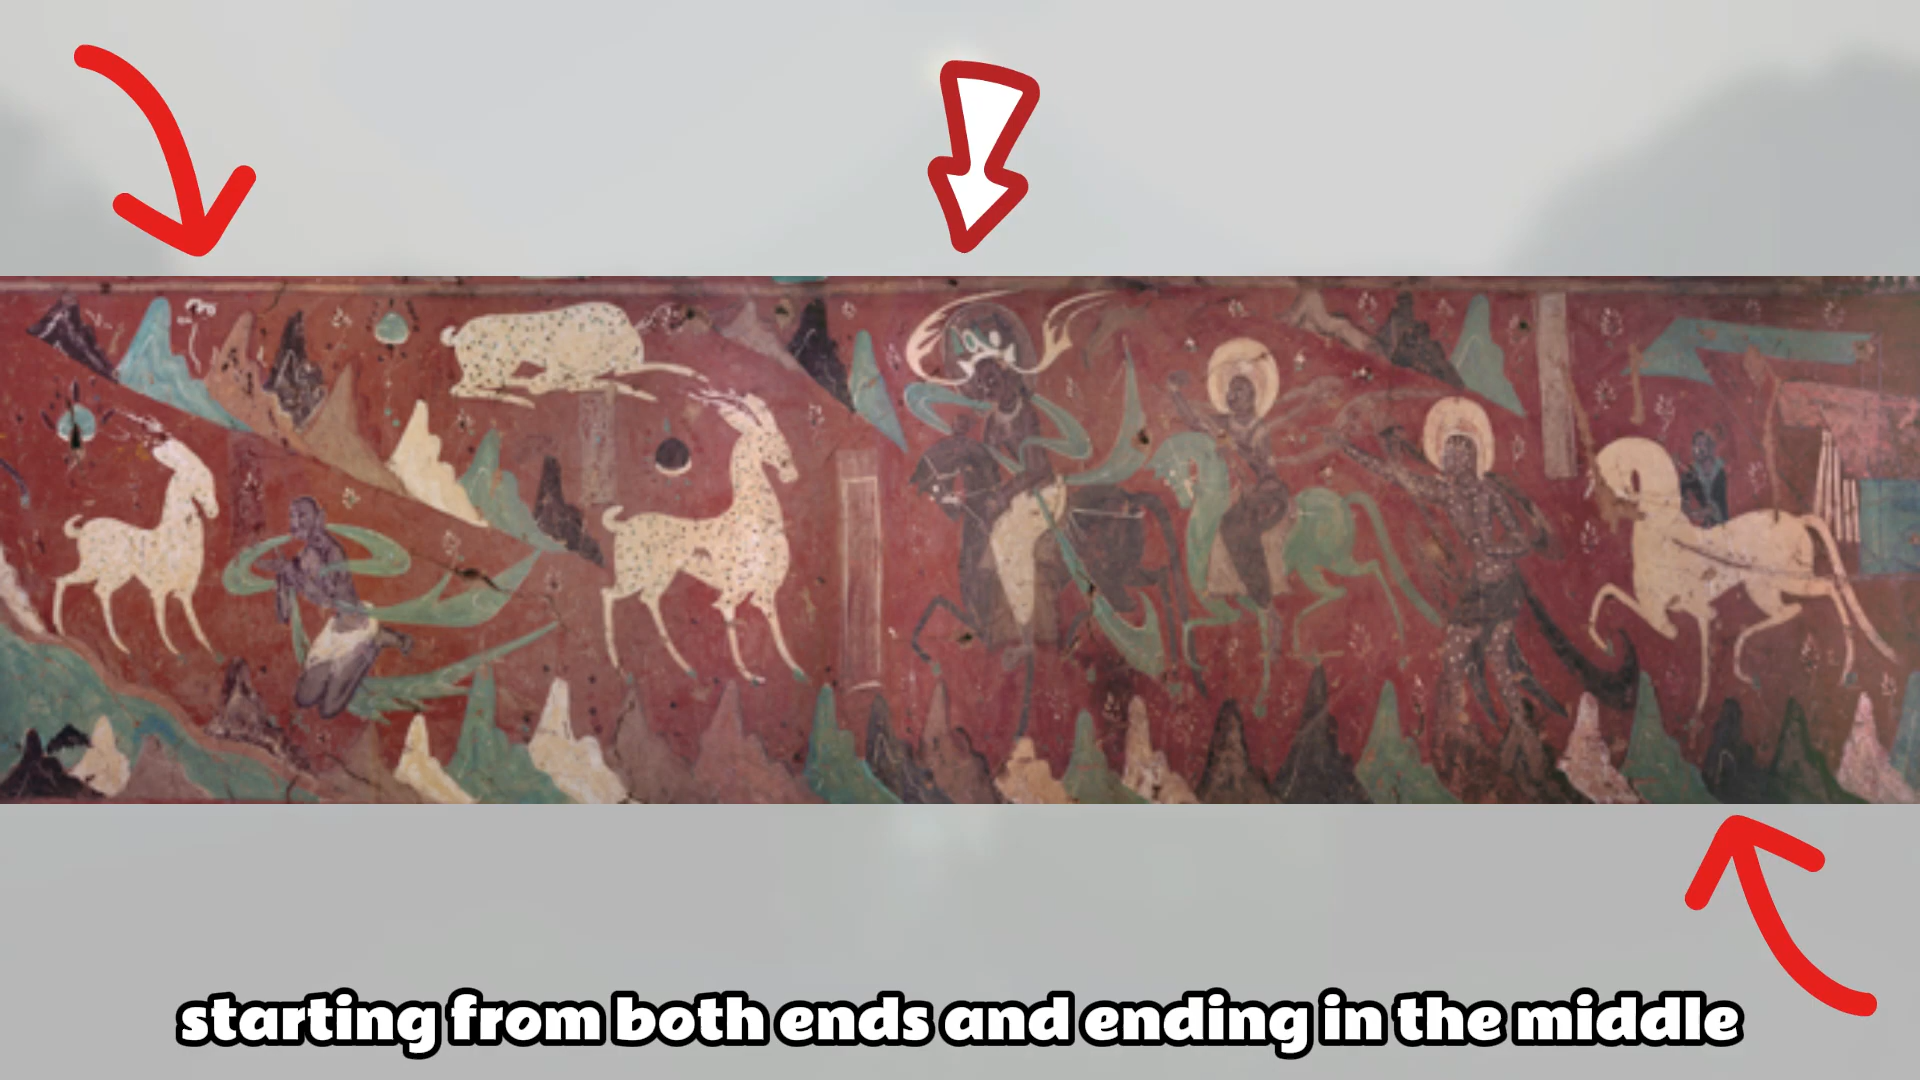 starting from both ends and ending in the middle